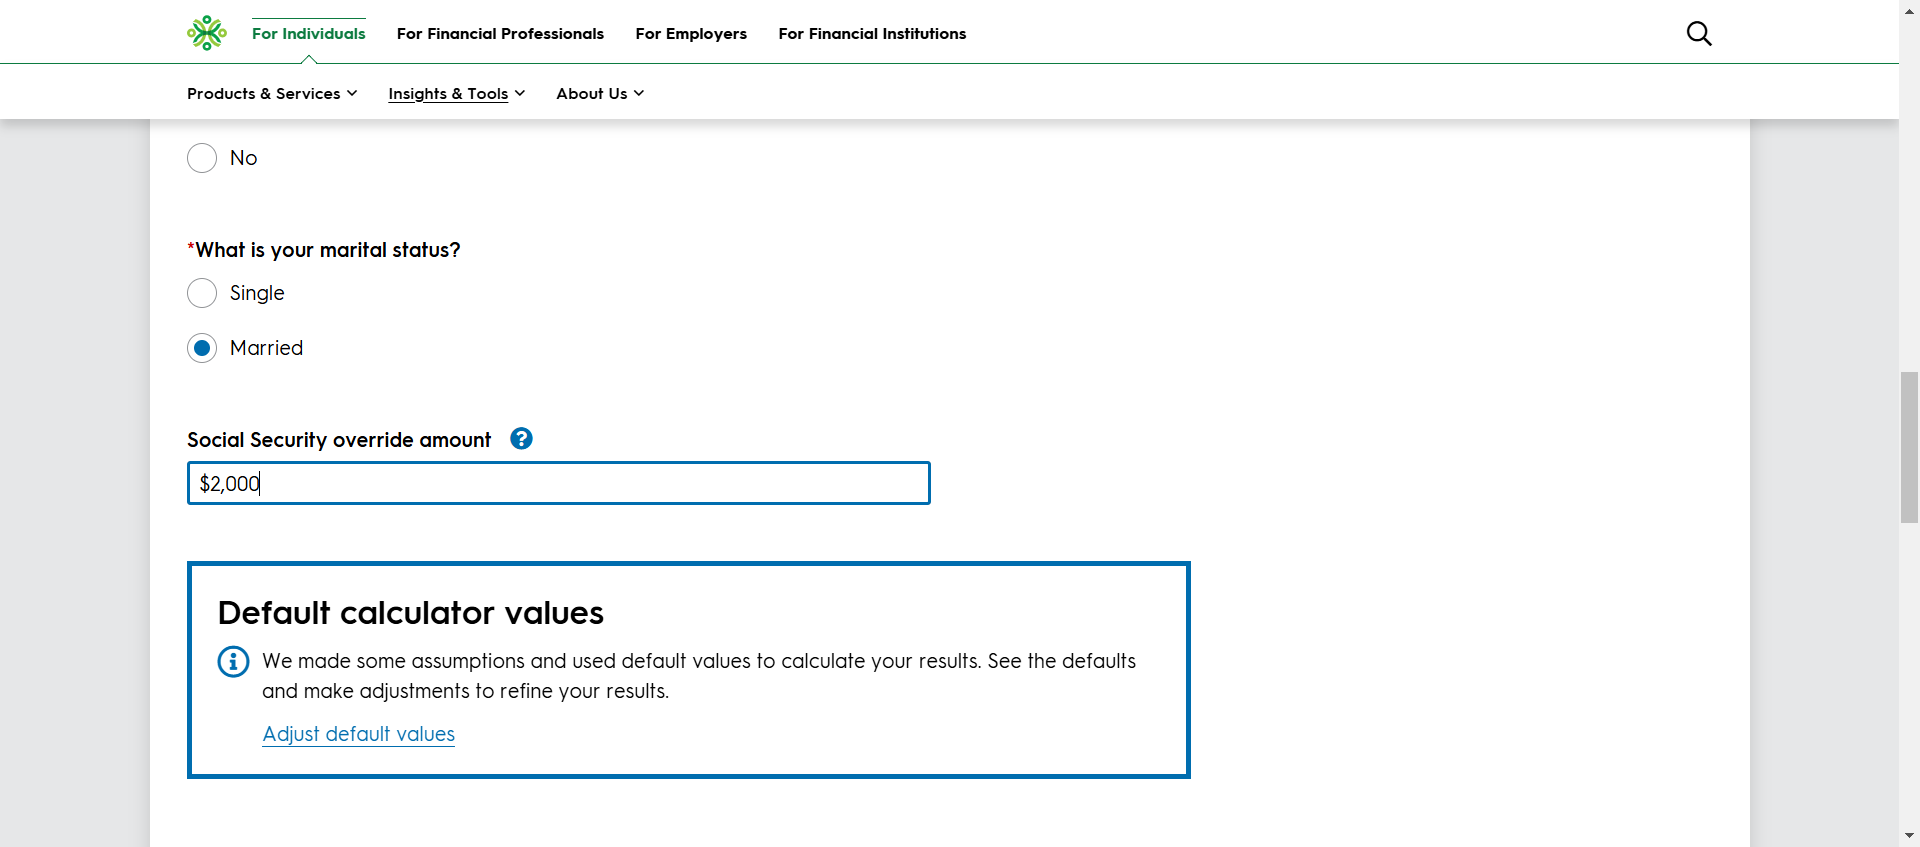 For Individuals
For Financial Professionals
For Employers
For Financial Institutions
Products & Services
Insights & Tools
About Us
No
*What is your marital status?
Single
Married
Social Security override amount ?
$2,000
Default calculator values
We made some assumptions and used default values to calculate your results. See the defaults
and make adjustments to refine your results.
Adjust default values